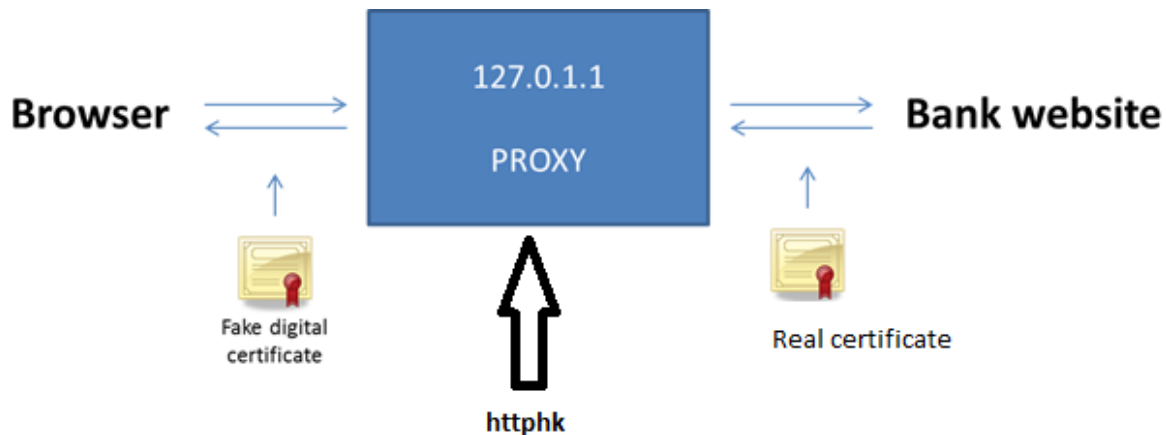 127.0.1.1
Browser
Bank website
PROXY
Fake digital
certificate
Real certificate
httphk